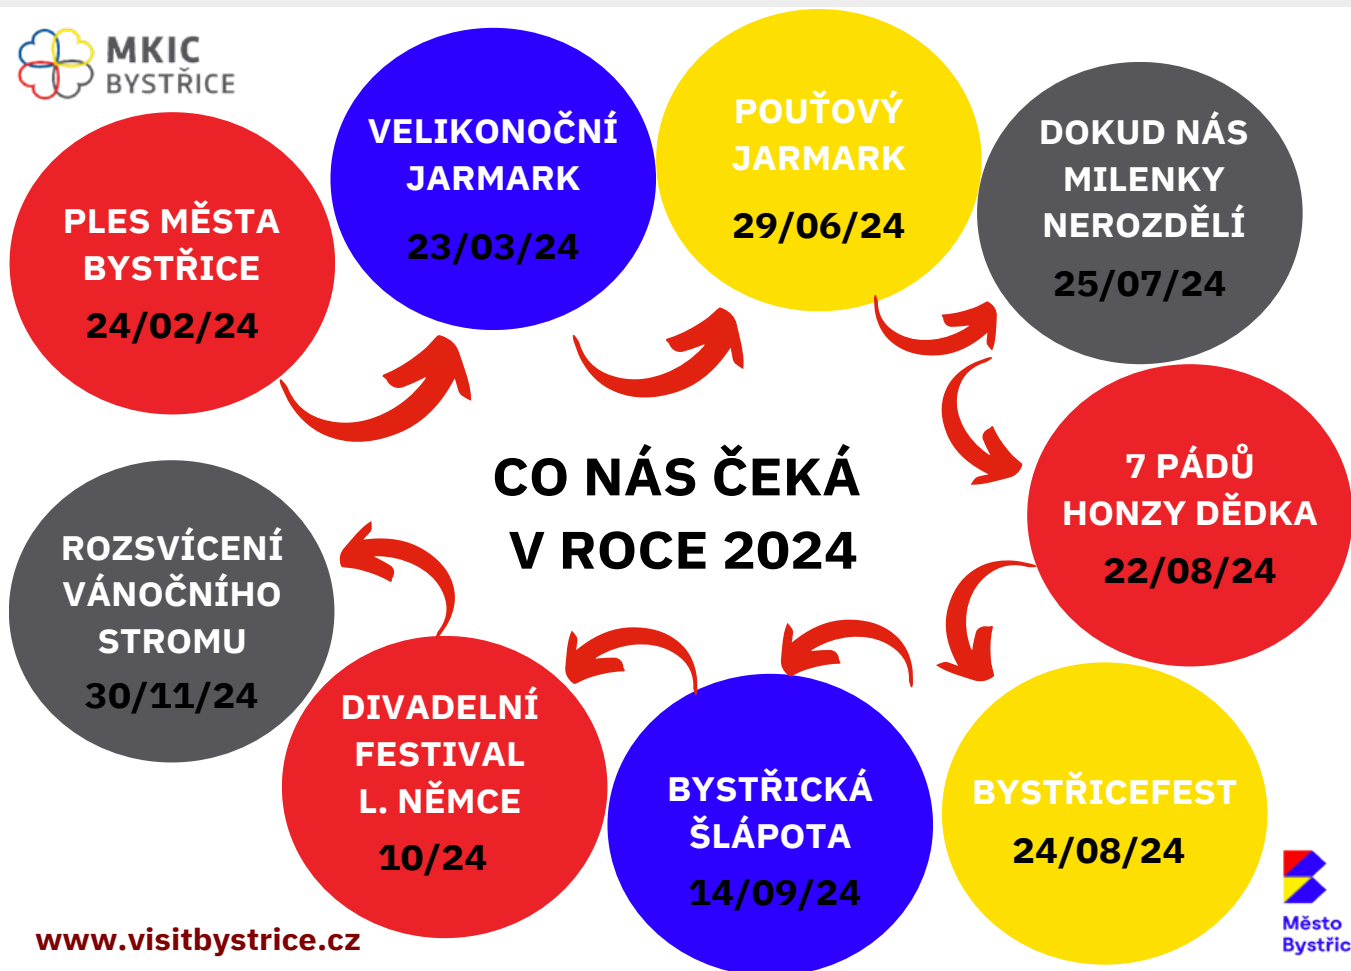 MKIC
BYSTŘICE
PLES MĚSTA
BYSTŘICE
24/02/24
VELIKONOČNÍ
JARMARK
23/03/24
POUŤOVÝ
JARMARK
29/06/24
DOKUD NÁS
MILENKY
NEROZDĚLÍ
25/07/24
7 PÁDŮ
HONZY DĚDKA
22/08/24
CO NÁS ČEKÁ
V ROCE 2024
BYSTŘICEFEST
24/08/24
BYSTŘICKÁ
ŠLÁPOTA
14/09/24
DIVADELNÍ
FESTIVAL
L. NĚMCE
10/24
ROZSVÍCENÍ
VÁNOČNÍHO
STROMU
30/11/24
www.visitbystrice.cz
Město
Bystřic